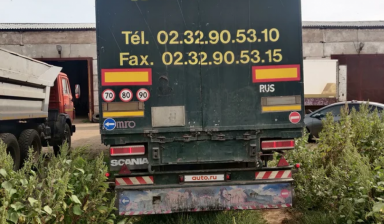 Tél. 02.32.90.53.10
Fax. 02.32.90.53.15
RUS
70 80 90
SCANIA
auto.ru